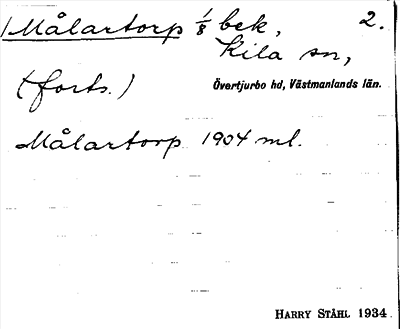 Målartorp 1/8 bek, 2.
Kila sn,
(forts.) Övertjurbo hd, Västmanlands län.
Målartorp 1904 ml.
HARRY STÅHL 1934